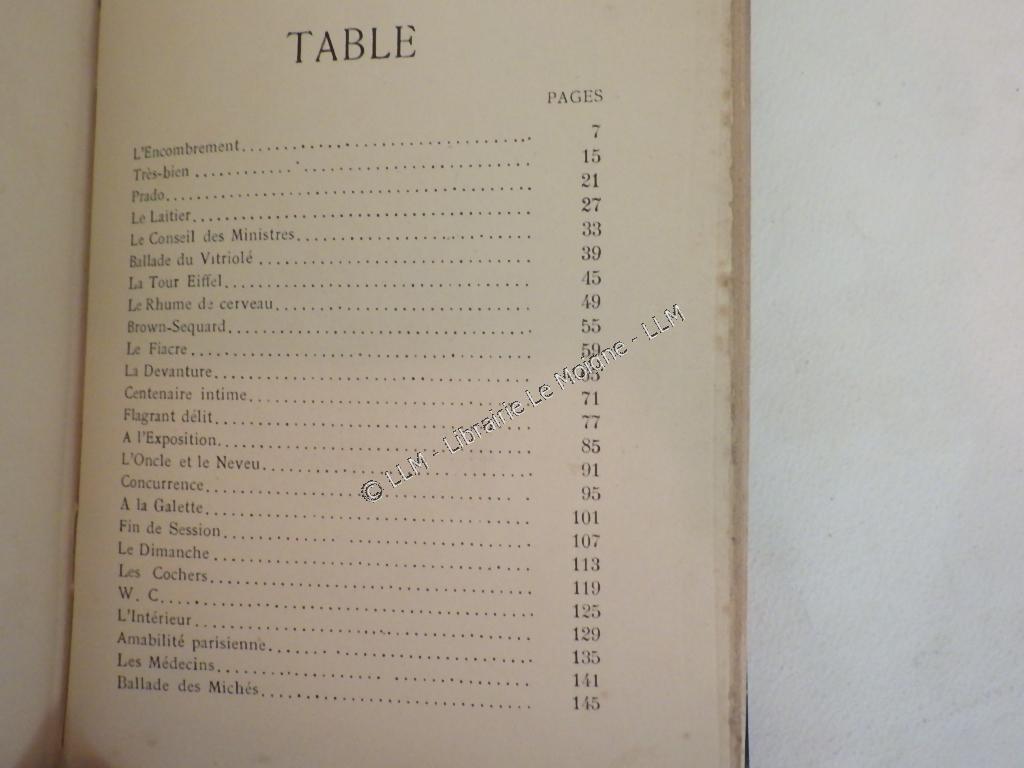 TABLE
PAGES
L'Encombrement 7
Très-bien 15
Prado 21
Le Laitier 27
Le Conseil des Ministres 33
Ballade du Vitriolé 39
La Tour Eiffel 45
Le Rhume de cerveau 49
Brown-Sequard 55
Le Fiacre 59
La Devanture
Centenaire intime 71
Flagrant délit 77
A l'Exposition 85
L'Oncle et le Neveu 91
Concurrence 95
A la Galette 101
Fin de Session 107
Le Dimanche 113
Les Cochers 119
W. C. 125
L'Intérieur 129
Amabilité parisienne 135
Les Médecins 141
Ballade des Michés 145
© LLM - Librairie Le Moigne - LLM